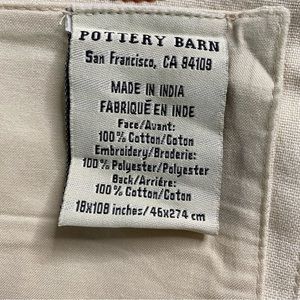 POTTERY BARN
San Francisco, CA 94109
MADE IN INDIA
FABRIQUÉ EN INDE
Face/Avant:
100% Cotton/Coton
Embroidery/Broderie:
100% Polyester/Polyester
Back/Arrière:
100% Cotton/Coton
18x108 inches/46x274 cm